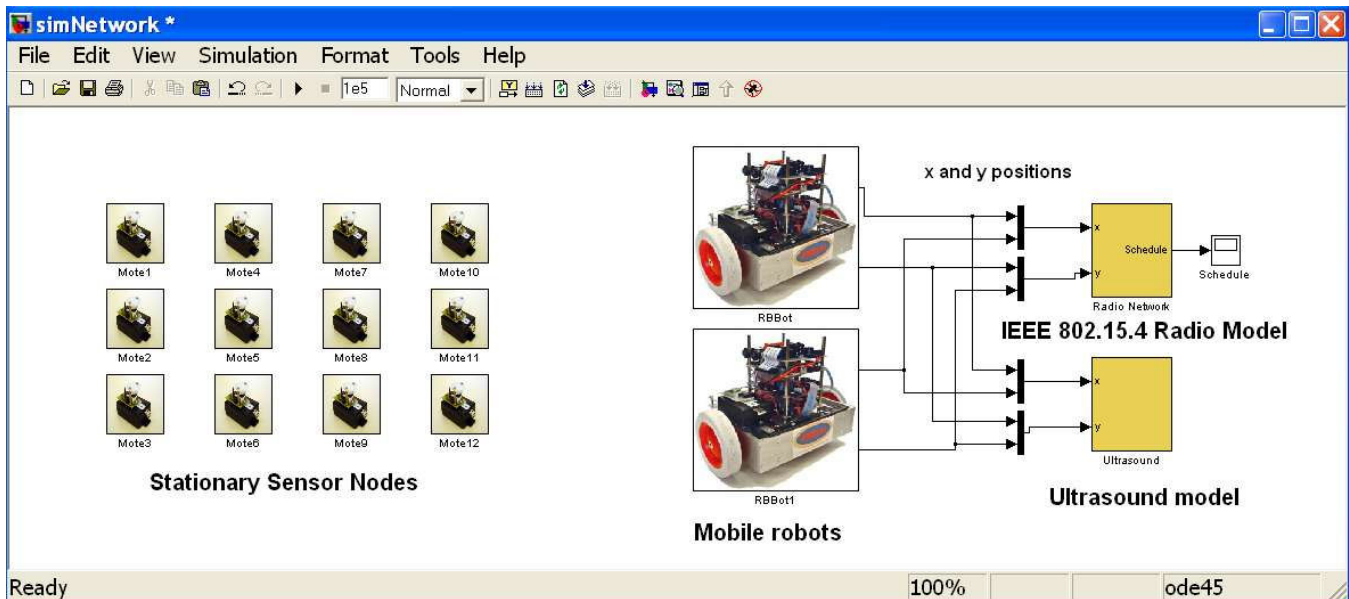 simNetwork *
File Edit View Simulation Format Tools Help
1e5 Normal
x and y positions
Mote1 Mote4 Mote7 Mote10
Mote2 Mote5 Mote8 Mote11
Mote3 Mote6 Mote9 Mote12
Stationary Sensor Nodes
RBBot
RBBot1
Mobile robots
x
Schedule
y
Radio Network
Schedule
IEEE 802.15.4 Radio Model
x
y
Ultrasound
Ultrasound model
Ready 100% ode45